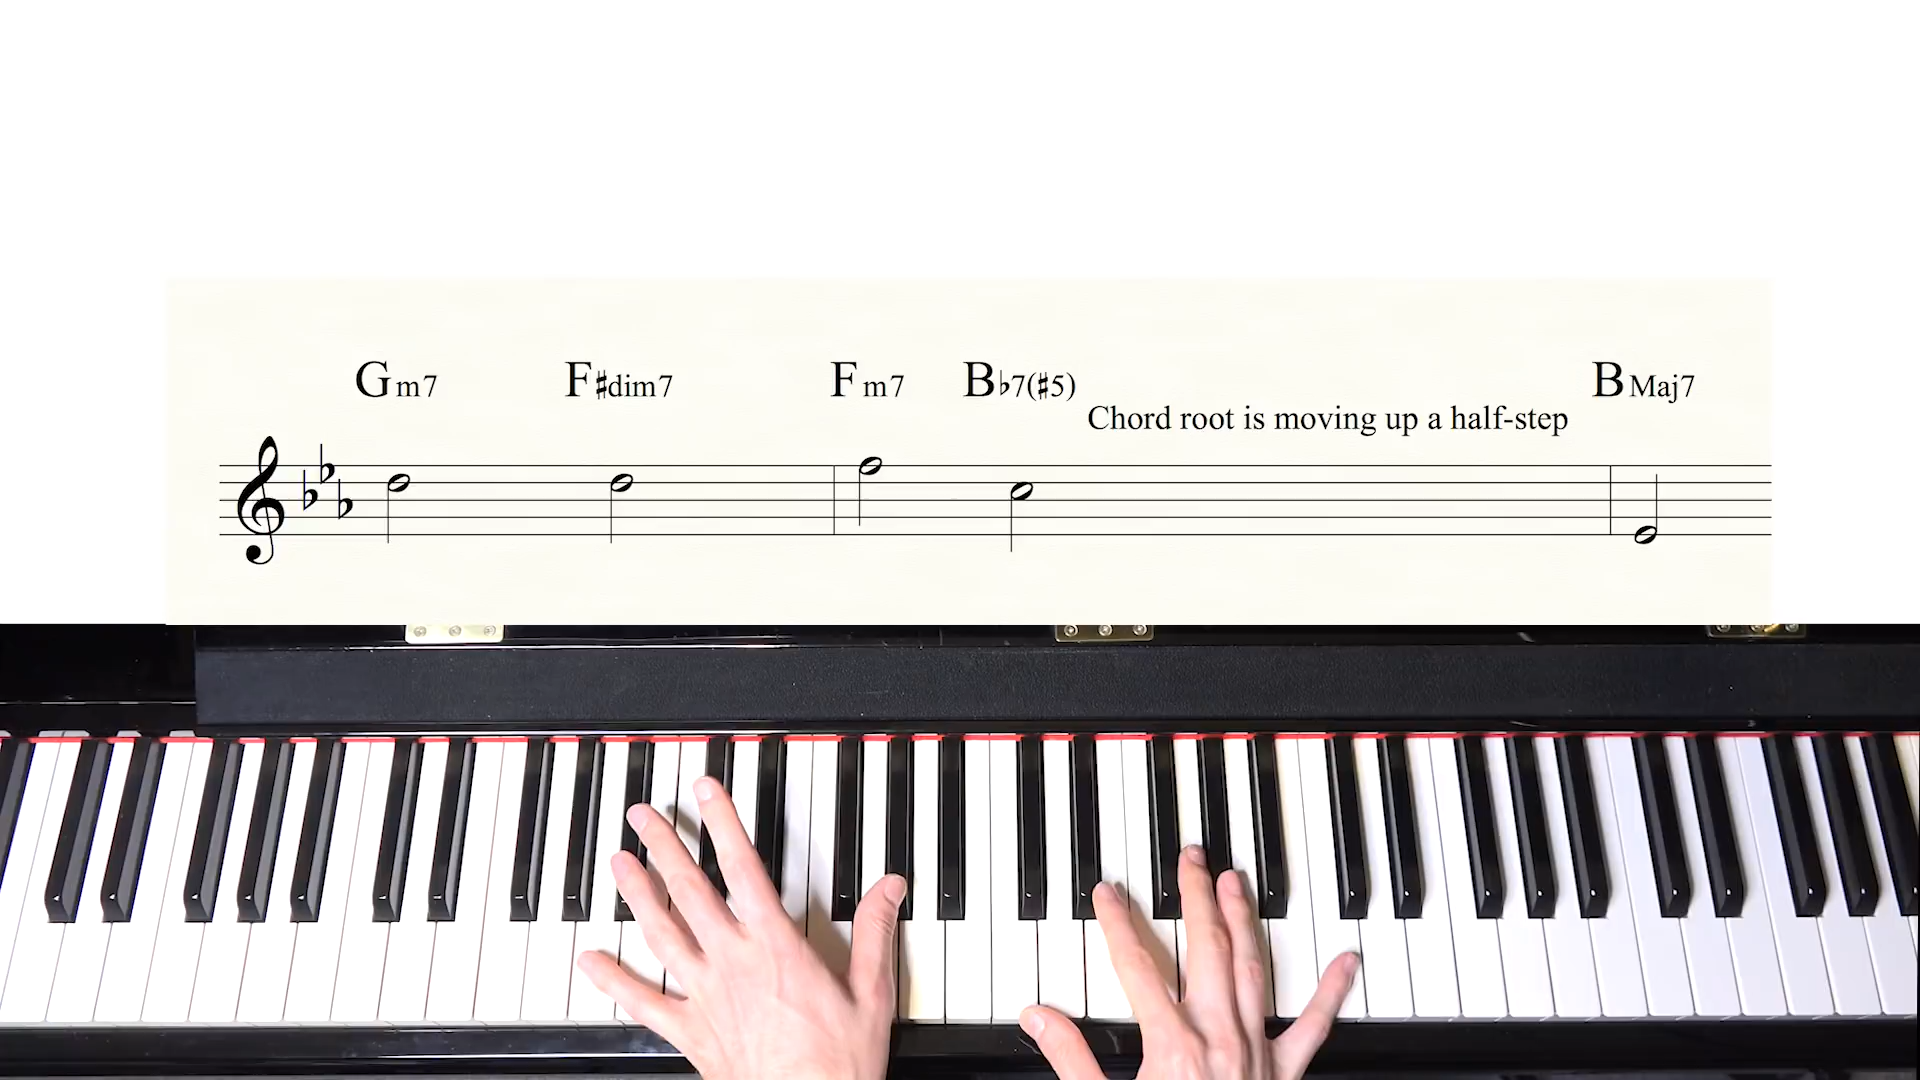 Gm7 F♯dim7 Fm7 B♭7(♯5) BMaj7
Chord root is moving up a half-step